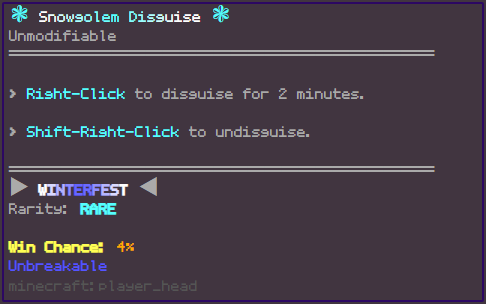 ❃ Snowgolem Disguise ❃
Unmodifiable
> Right-Click to disguise for 2 minutes.
> Shift-Right-Click to undisguise.
▶ WINTERFEST ◀
Rarity: RARE
Win Chance: 4%
Unbreakable
minecraft:player_head